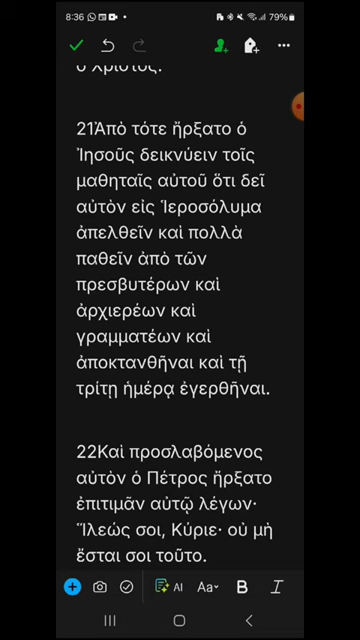 8:36
79%
ὁ Χριστός.
21Ἀπὸ τότε ἤρξατο ὁ
Ἰησοῦς δεικνύειν τοῖς
μαθηταῖς αὐτοῦ ὅτι δεῖ
αὐτὸν εἰς Ἱεροσόλυμα
ἀπελθεῖν καὶ πολλὰ
παθεῖν ἀπὸ τῶν
πρεσβυτέρων καὶ
ἀρχιερέων καὶ
γραμματέων καὶ
ἀποκτανθῆναι καὶ τῇ
τρίτῃ ἡμέρᾳ ἐγερθῆναι.
22Καὶ προσλαβόμενος
αὐτὸν ὁ Πέτρος ἤρξατο
ἐπιτιμᾶν αὐτῷ λέγων·
Ἵλεώς σοι, Κύριε· οὐ μὴ
ἔσται σοι τοῦτο.
AI Aa B I